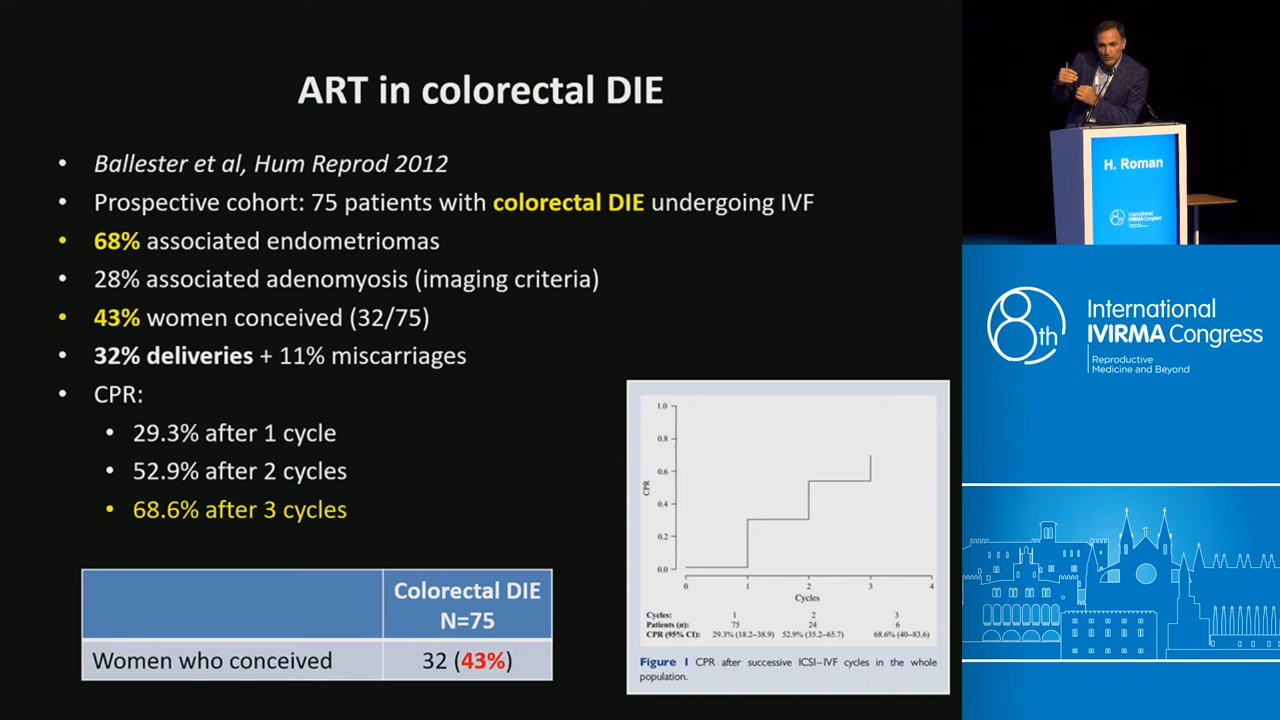 ART in colorectal DIE
• Ballester et al, Hum Reprod 2012
• Prospective cohort: 75 patients with colorectal DIE undergoing IVF
• 68% associated endometriomas
• 28% associated adenomyosis (imaging criteria)
• 43% women conceived (32/75)
• 32% deliveries + 11% miscarriages
• CPR:
• 29.3% after 1 cycle
• 52.9% after 2 cycles
• 68.6% after 3 cycles
Colorectal DIE
N=75
Women who conceived 32 (43%)
1.0
0.8
0.6
0.4
0.2
0.0
CPR
0 1 2 3 4
Cycles
Cycles: 1 2 3
Patients (n): 75 24 6
CPR (95% CI): 29.3% (18.2–38.9) 52.9% (35.2–65.7) 68.6% (40–83.6)
Figure 1 CPR after successive ICSI–IVF cycles in the whole
population.
H. Roman
International
IVIRMA Congress
8th
International
IVIRMA Congress
Reproductive
Medicine and Beyond